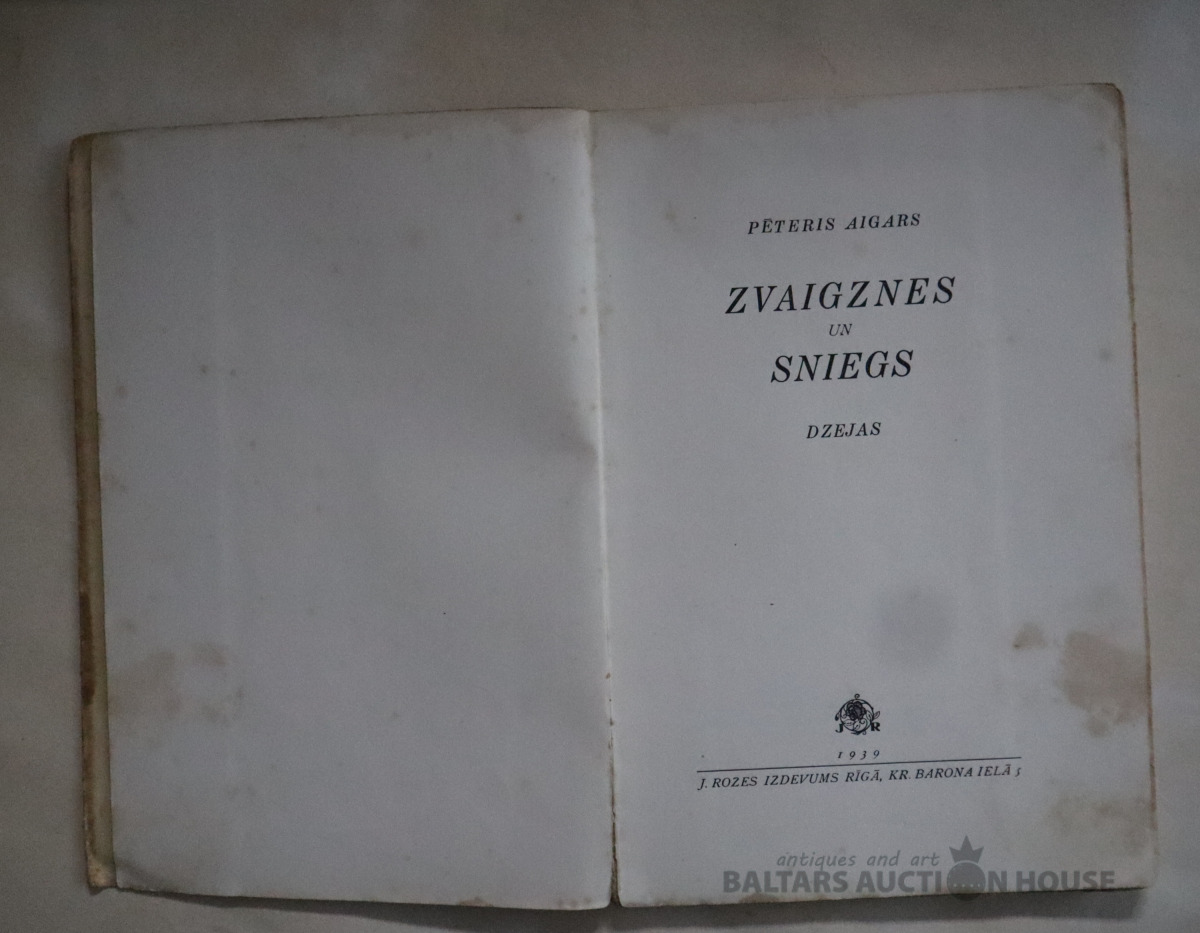 PĒTERIS AIGARS
ZVAIGZNES
UN
SNIEGS
DZEJAS
J R
1939
J. ROZES IZDEVUMS RĪGĀ, KR. BARONA IELĀ 5
antiques and art
BALTARS AUCTION HOUSE